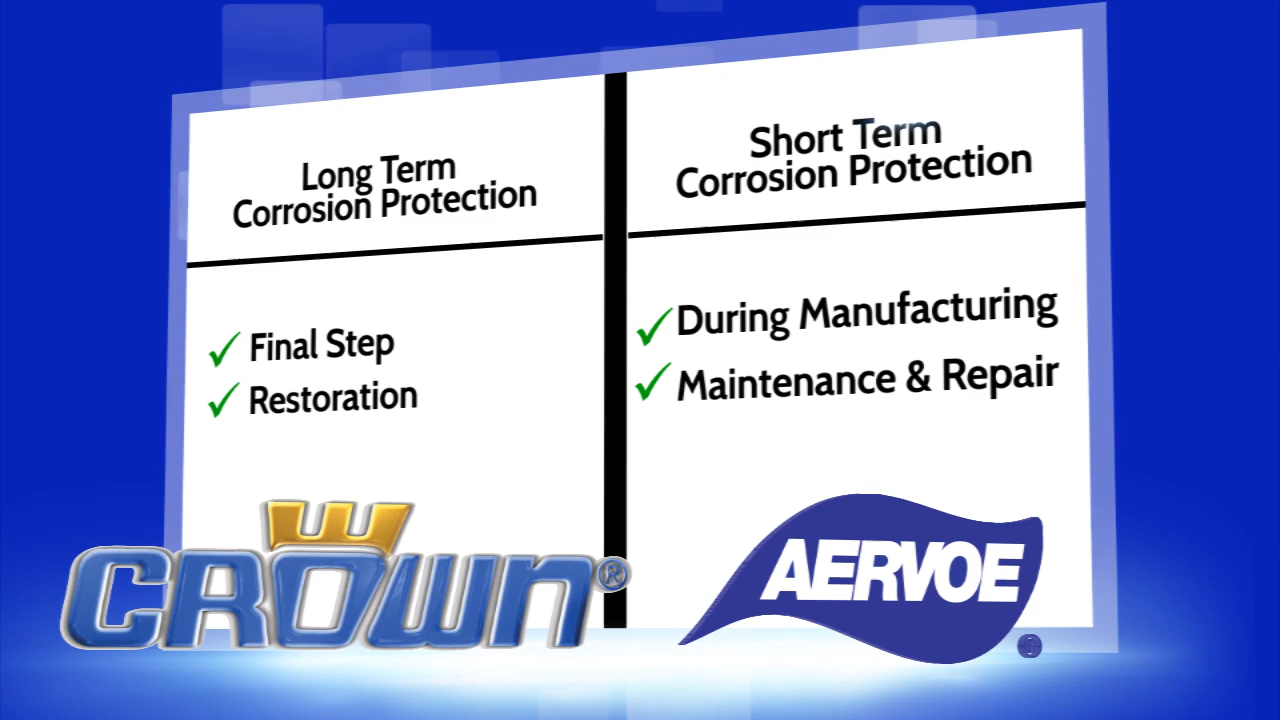 Long Term
Corrosion Protection
Final Step
Restoration
Short Term
Corrosion Protection
During Manufacturing
Maintenance & Repair
CROWN®
AERVOE®